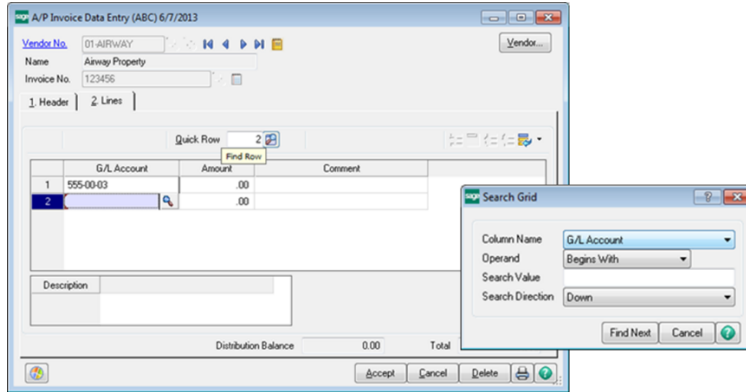 sage A/P Invoice Data Entry (ABC) 6/7/2013
Vendor No. 01-AIRWAY Vendor...
Name Airway Property
Invoice No. 123456
1. Header 2. Lines
Quick Row 2
Find Row
G/L Account Amount Comment
1 555-00-03 .00
2 .00
Description
Distribution Balance 0.00 Total
Accept Cancel Delete
sage Search Grid
Column Name G/L Account
Operand Begins With
Search Value
Search Direction Down
Find Next Cancel